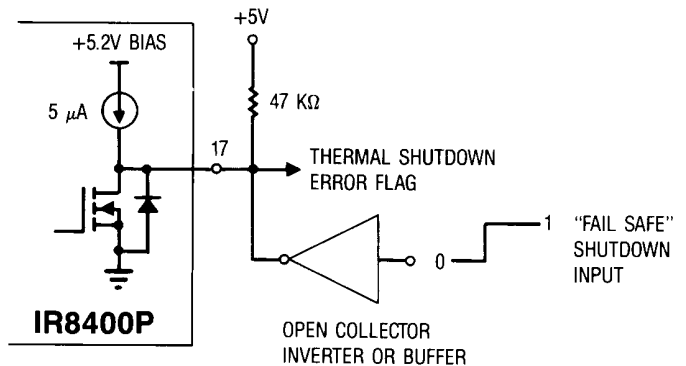 +5V
+5.2V BIAS
5 μA
47 KΩ
17
THERMAL SHUTDOWN
ERROR FLAG
0
1
"FAIL SAFE"
SHUTDOWN
INPUT
IR8400P
OPEN COLLECTOR
INVERTER OR BUFFER